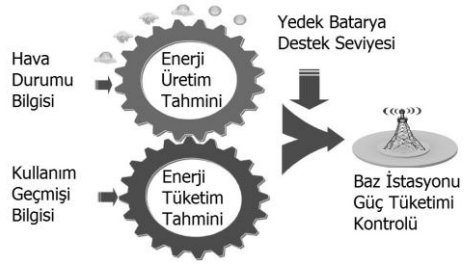 Hava
Durumu
Bilgisi
Enerji
Üretim
Tahmini
Yedek Batarya
Destek Seviyesi
Kullanım
Geçmişi
Bilgisi
Enerji
Tüketim
Tahmini
Baz İstasyonu
Güç Tüketimi
Kontrolü